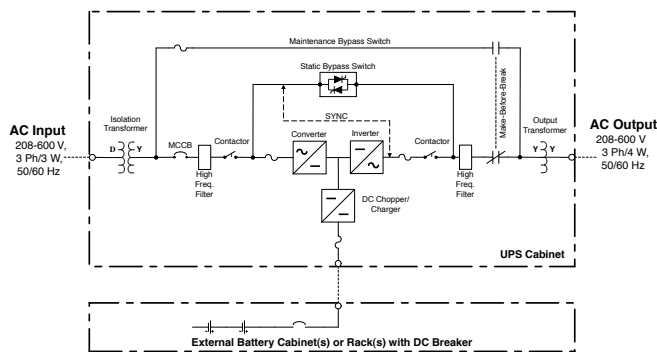 Maintenance Bypass Switch
Static Bypass Switch
Isolation
Transformer
AC Input
208-600 V,
3 Ph/3 W,
50/60 Hz
D Y
MCCB
High
Freq.
Filter
Contactor
SYNC
Converter
Inverter
Contactor
High
Freq.
Filter
Make-Before-Break
Output
Transformer
Y Y
AC Output
208-600 V
3 Ph/4 W,
50/60 Hz
DC Chopper/
Charger
UPS Cabinet
External Battery Cabinet(s) or Rack(s) with DC Breaker